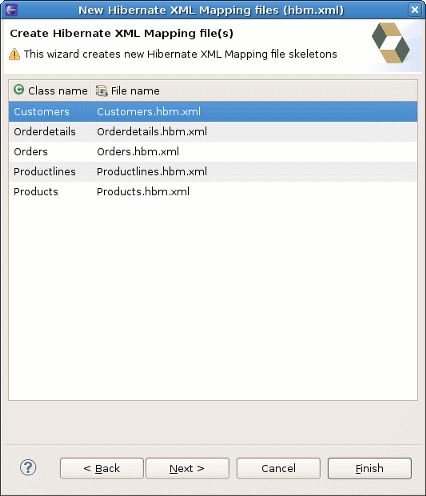 New Hibernate XML Mapping files (hbm.xml)
Create Hibernate XML Mapping file(s)
This wizard creates new Hibernate XML Mapping file skeletons
Class name File name
Customers Customers.hbm.xml
Orderdetails Orderdetails.hbm.xml
Orders Orders.hbm.xml
Productlines Productlines.hbm.xml
Products Products.hbm.xml
? < Back Next > Cancel Finish